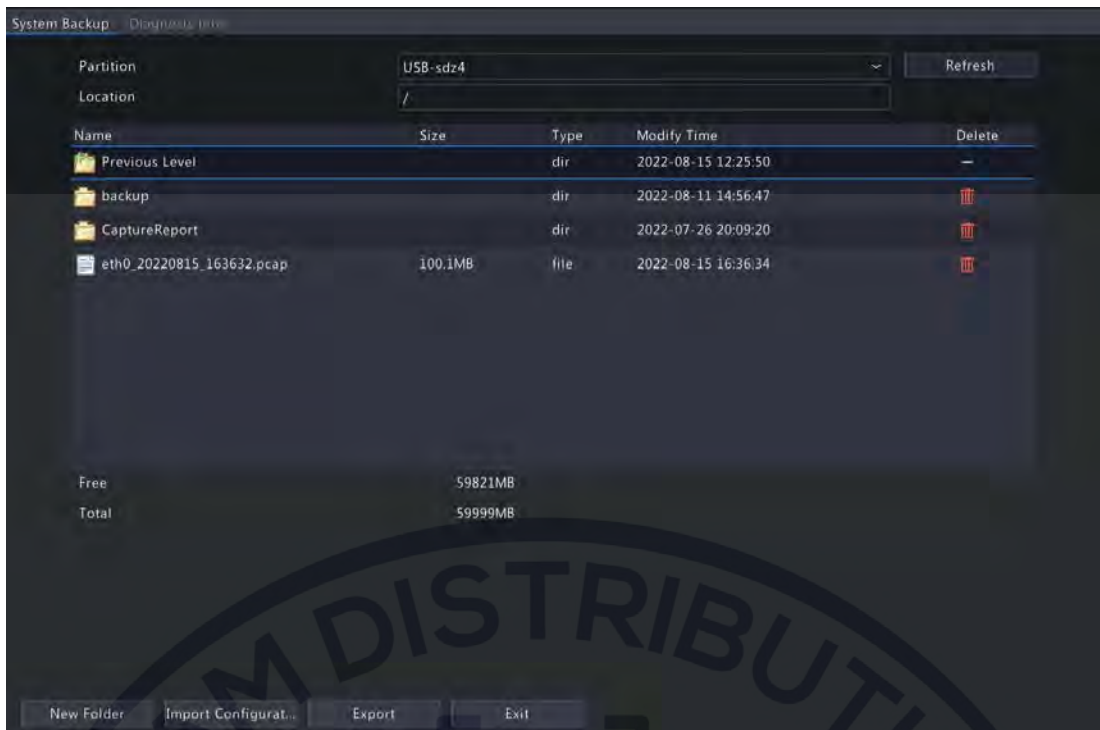 System Backup Diagnosis Info
Partition USB-sdz4 Refresh
Location /
Name Size Type Modify Time Delete
Previous Level dir 2022-08-15 12:25:50 —
backup dir 2022-08-11 14:56:47
CaptureReport dir 2022-07-26 20:09:20
eth0_20220815_163632.pcap 100.1MB file 2022-08-15 16:36:34
Free 59821MB
Total 59999MB
DISTRIBUT
New Folder Import Configurat... Export Exit